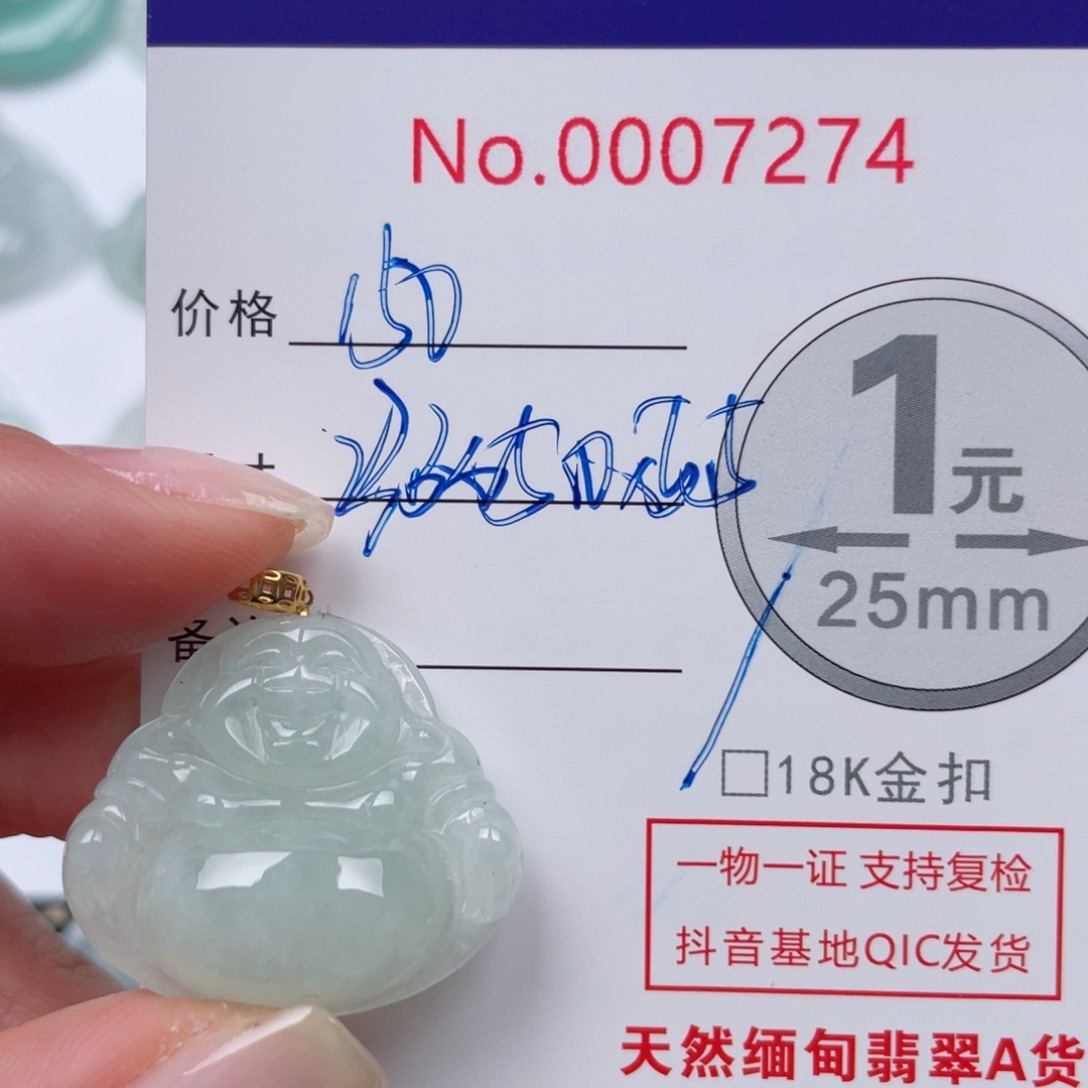 No.0007274
价格 150
1元
25mm
□18K金扣
一物一证 支持复检
抖音基地QIC发货
天然缅甸翡翠A货